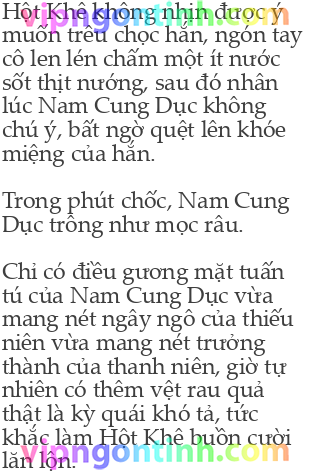 Hột Khê không nhịn được ý
muốn trêu chọc hắn, ngón tay
cô len lén chấm một ít nước
sốt thịt nướng, sau đó nhân
lúc Nam Cung Dục không
chú ý, bất ngờ quệt lên khóe
miệng của hắn.
Trong phút chốc, Nam Cung
Dục trông như mọc râu.
Chỉ có điều gương mặt tuấn
tú của Nam Cung Dục vừa
mang nét ngây ngô của thiếu
niên vừa mang nét trưởng
thành của thanh niên, giờ tự
nhiên có thêm vệt rau quả
thật là kỳ quái khó tả, tức
khắc làm Hột Khê buồn cười
lăn lộn.
vipngontinh.com
vipngontinh.com